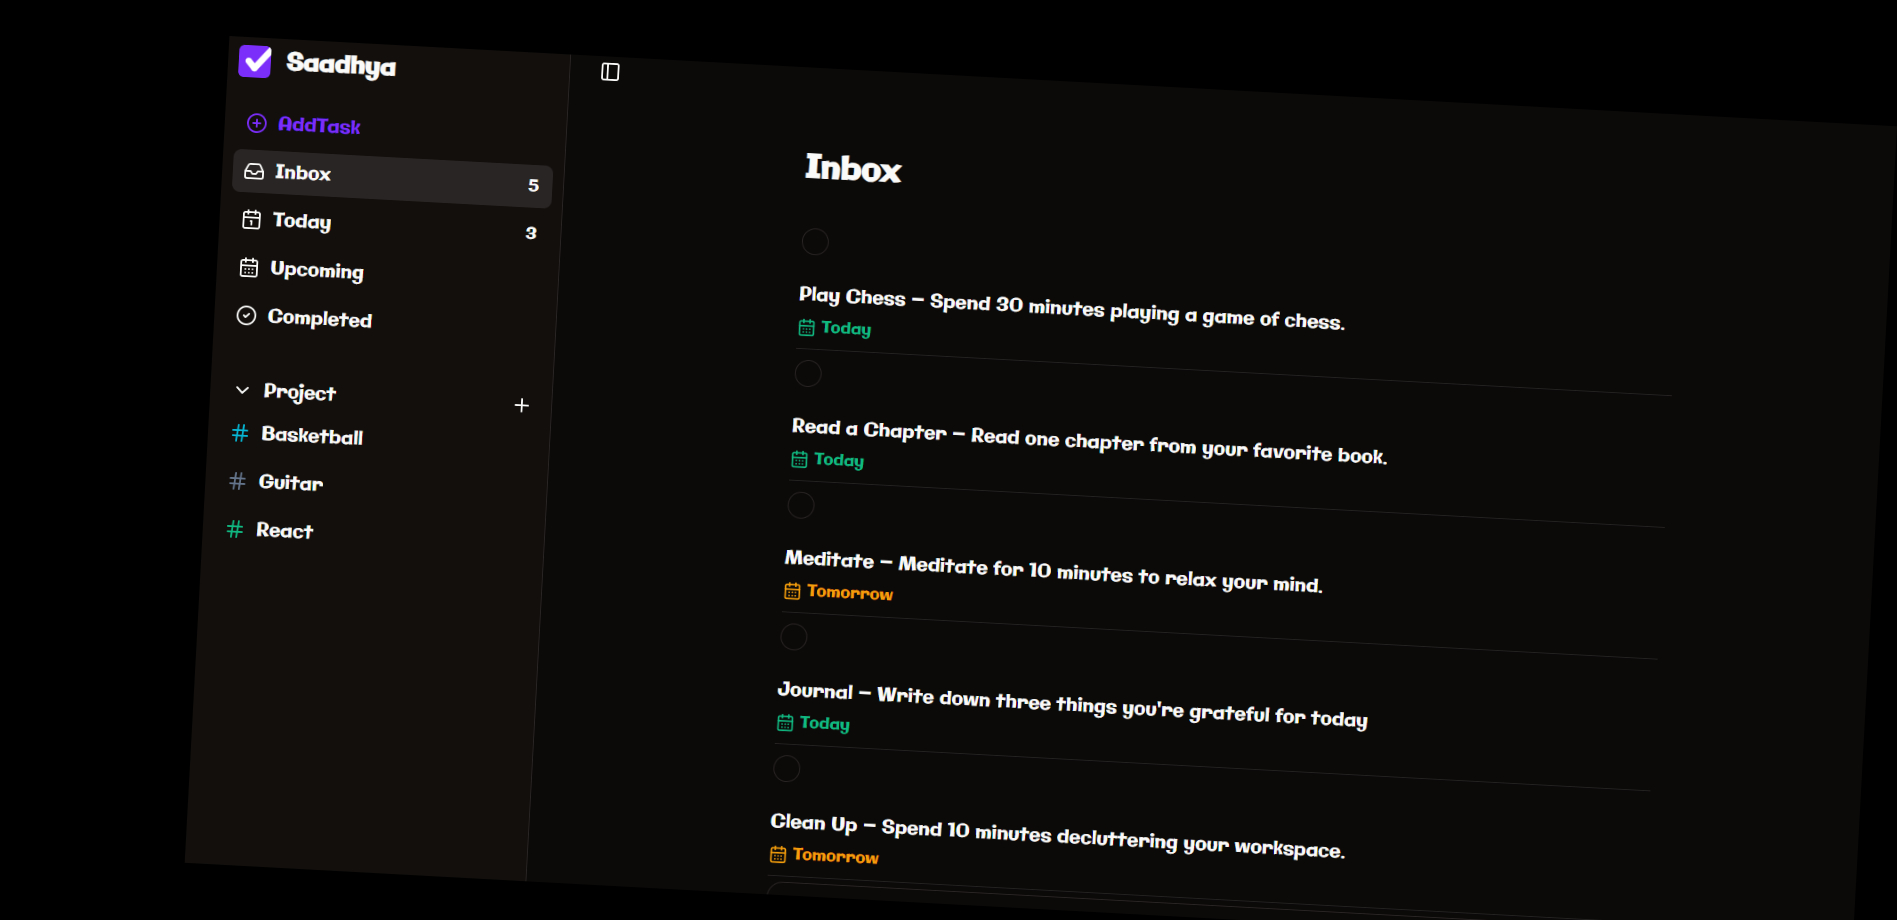 Saadhya
AddTask
Inbox 5
Today 3
Upcoming
Completed
Project
Basketball
Guitar
React
Inbox
Play Chess – Spend 30 minutes playing a game of chess.
Today
Read a Chapter – Read one chapter from your favorite book.
Today
Meditate – Meditate for 10 minutes to relax your mind.
Tomorrow
Journal – Write down three things you're grateful for today
Today
Clean Up – Spend 10 minutes decluttering your workspace.
Tomorrow